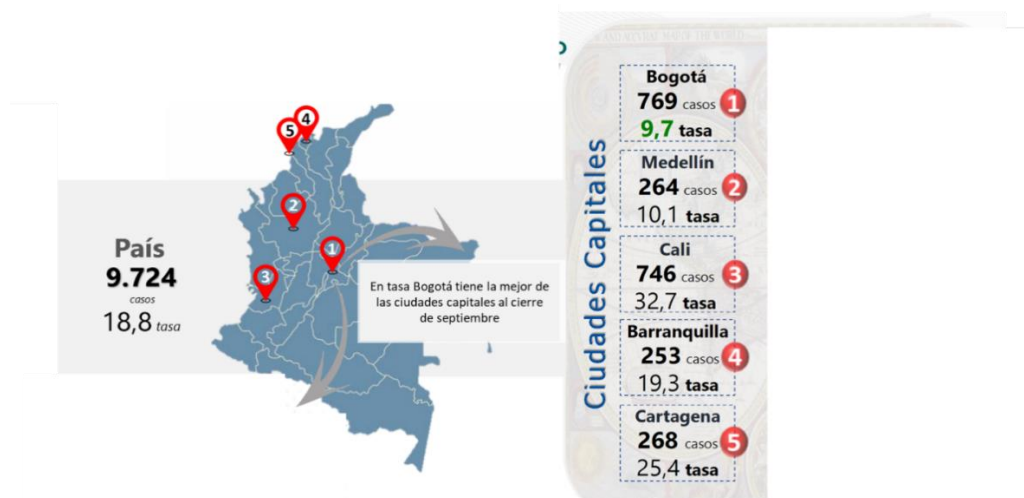 País
9.724
casos
18,8 tasa
4
5
2
1
3
En tasa Bogotá tiene la mejor de
las ciudades capitales al cierre
de septiembre
Ciudades Capitales
Bogotá
769 casos 1
9,7 tasa
Medellín
264 casos 2
10,1 tasa
Cali
746 casos 3
32,7 tasa
Barranquilla
253 casos 4
19,3 tasa
Cartagena
268 casos 5
25,4 tasa